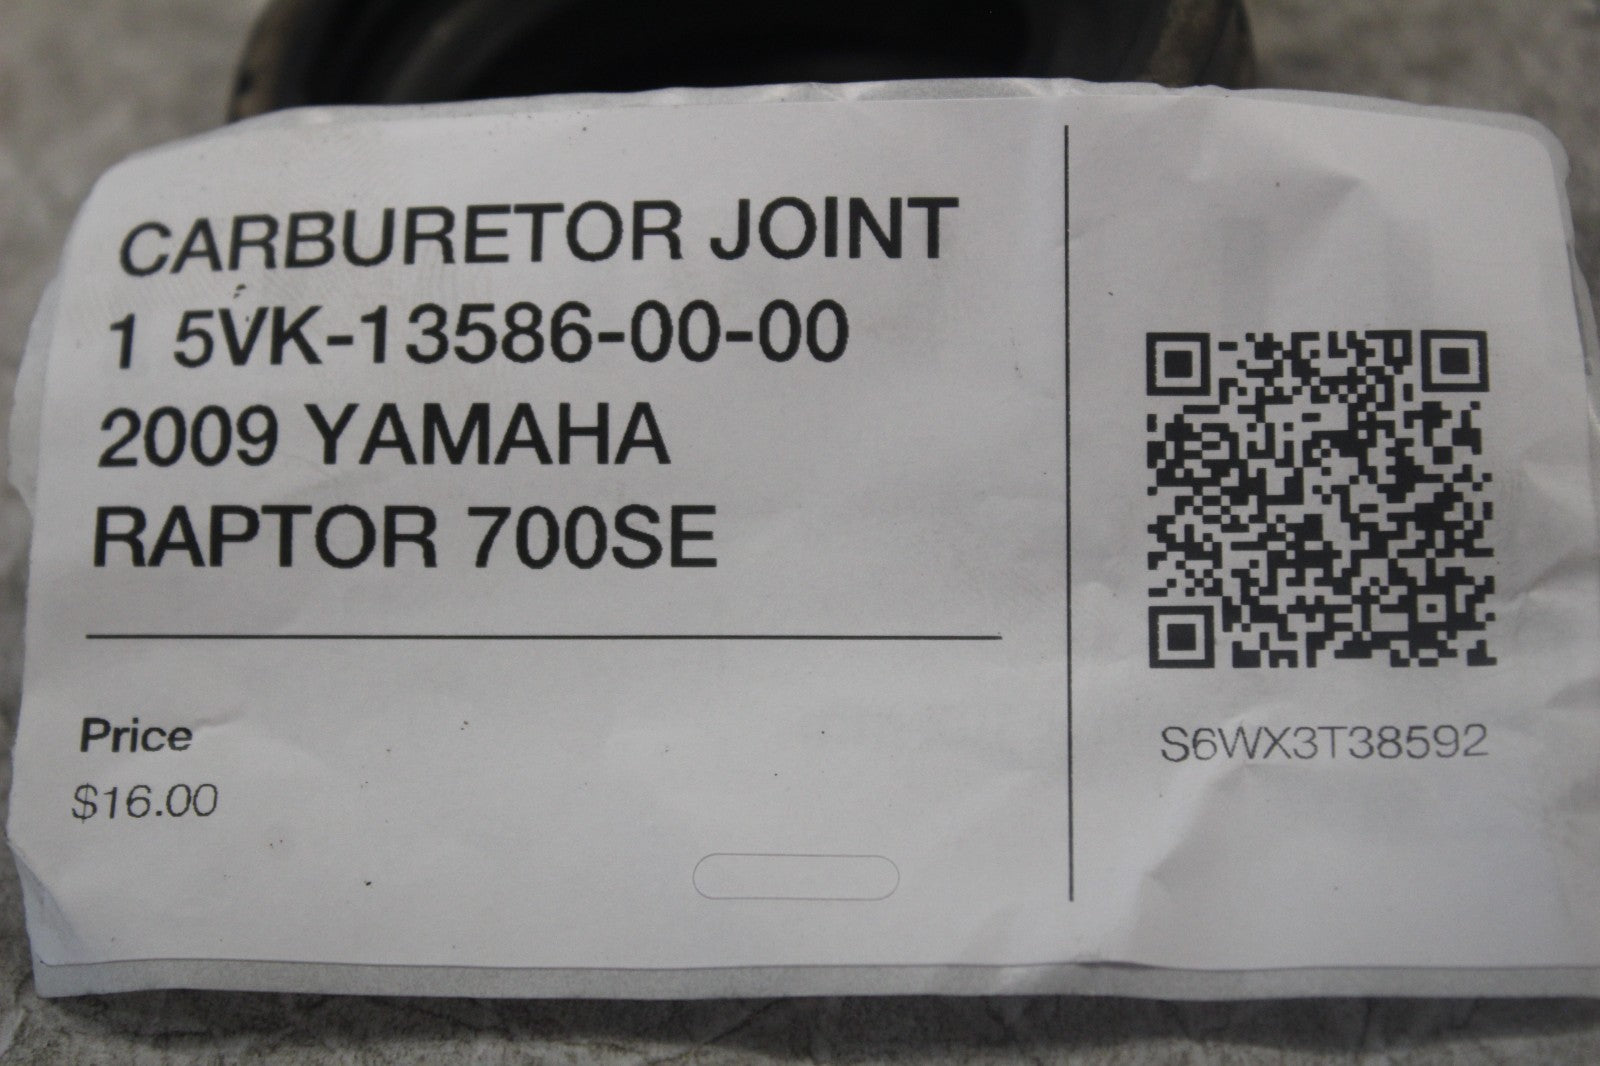 CARBURETOR JOINT
1 5VK-13586-00-00
2009 YAMAHA
RAPTOR 700SE
Price
$16.00
S6WX3T38592